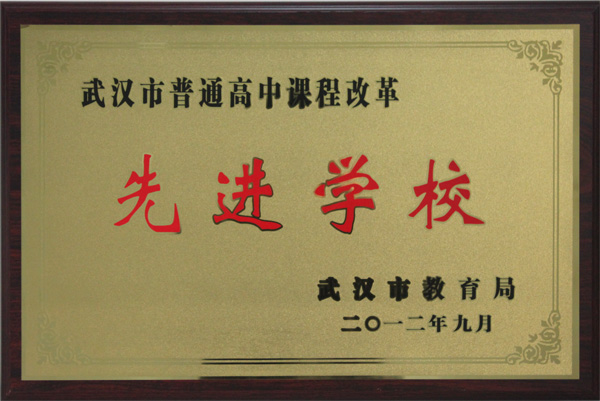 武汉市普通高中课程改革
先进学校
武汉市教育局
二〇一二年九月